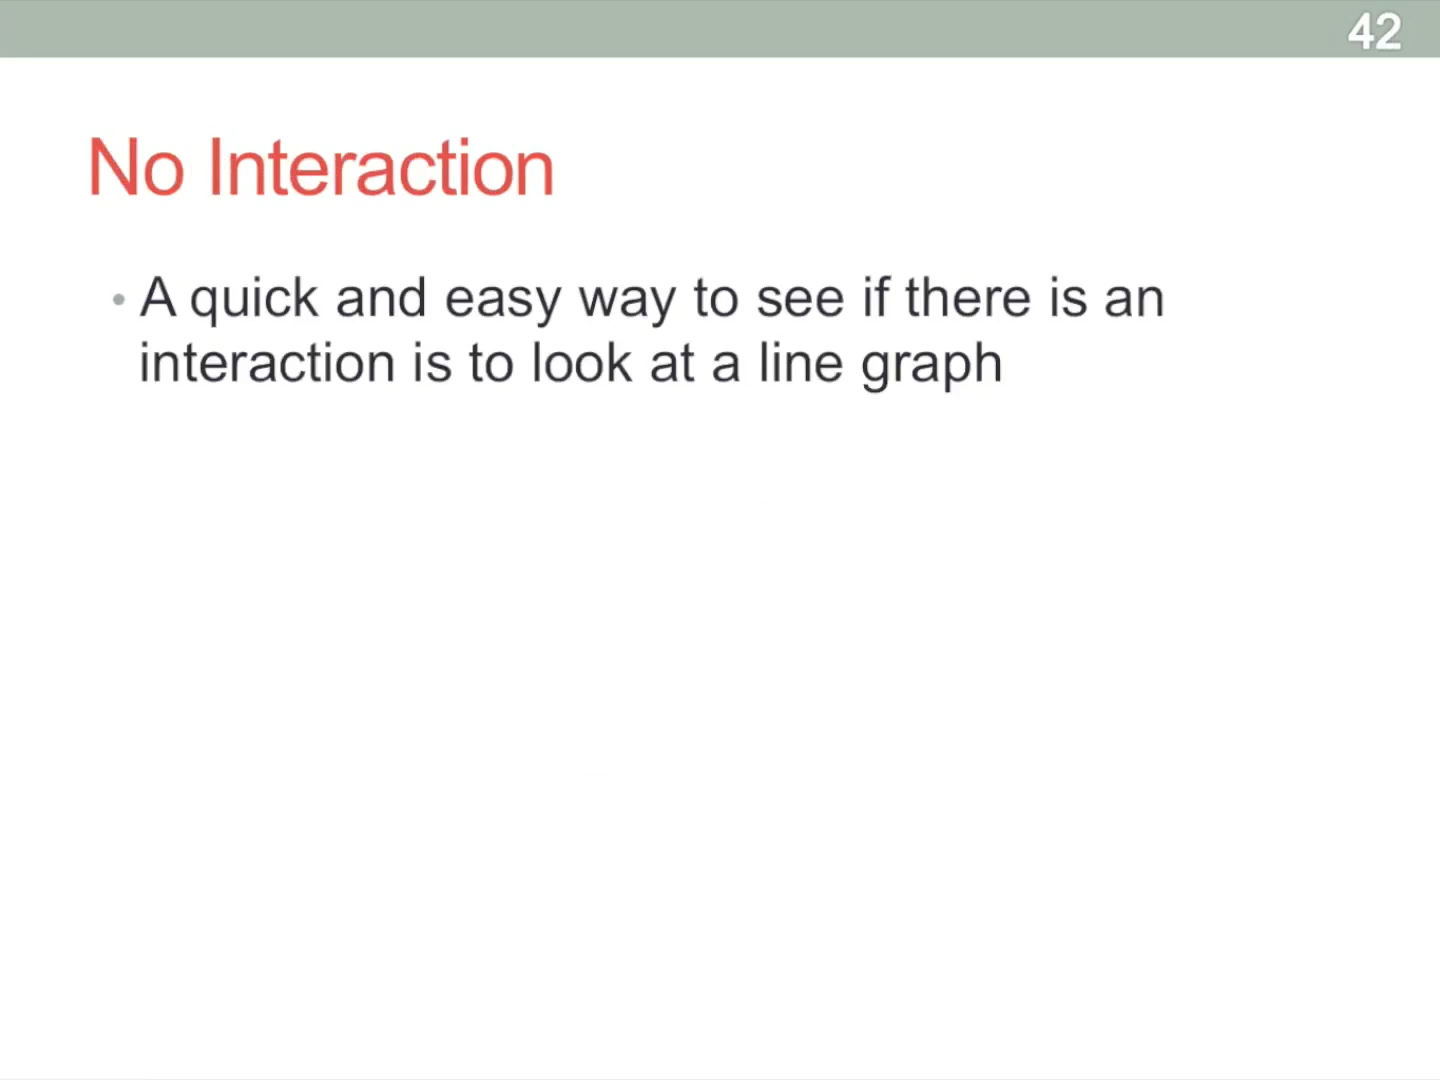 42
No Interaction
• A quick and easy way to see if there is an
interaction is to look at a line graph